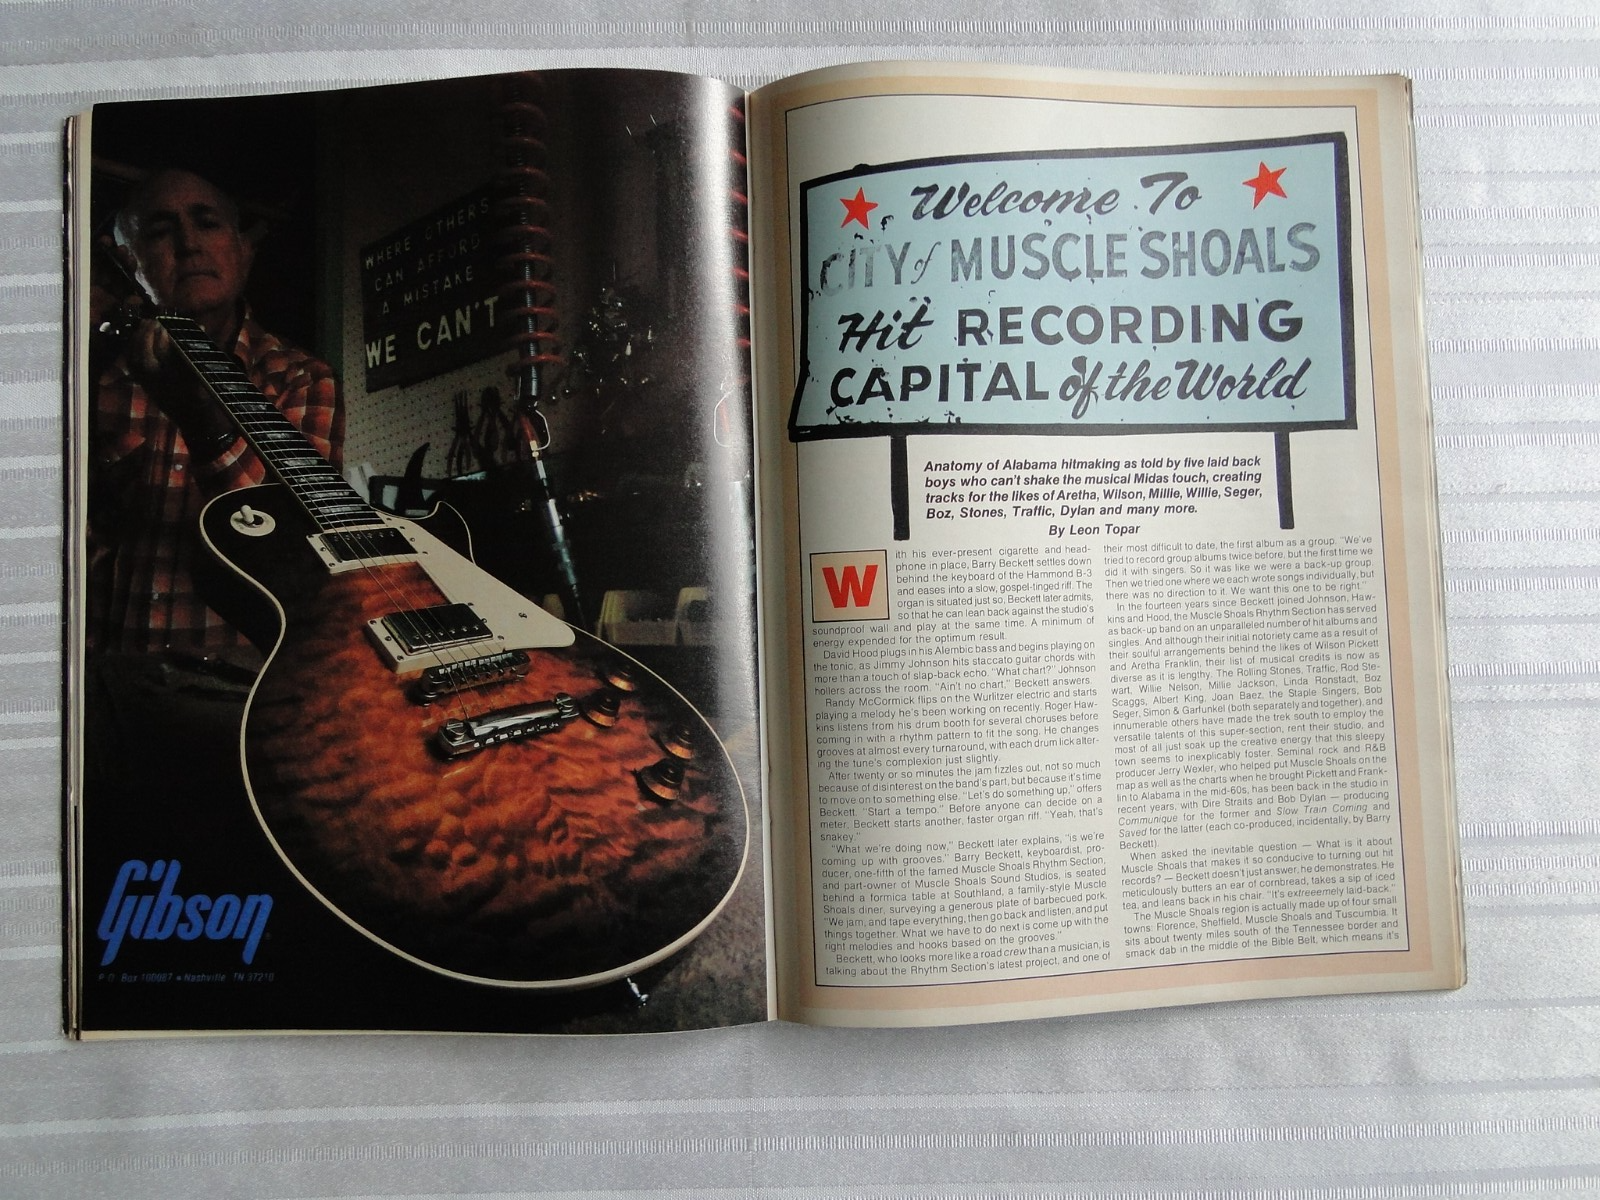 WHERE OTHERS
CAN AFFORD
A MISTAKE
WE CAN'T
Gibson
P.O. Box 100087 • Nashville TN 37210
Welcome To
CITY of MUSCLE SHOALS
Hit RECORDING
CAPITAL of the World
Anatomy of Alabama hitmaking as told by five laid back
boys who can't shake the musical Midas touch, creating
tracks for the likes of Aretha, Wilson, Millie, Willie, Seger,
Boz, Stones, Traffic, Dylan and many more.
By Leon Topar
W
ith his ever-present cigarette and head-
phone in place, Barry Beckett settles down
behind the keyboard of the Hammond B-3
and eases into a slow, gospel-tinged riff. The
organ is situated just so, Beckett later admits,
so that he can lean back against the studio's
soundproof wall and play at the same time. A minimum of
energy expended for the optimum result.
David Hood plugs in his Alembic bass and begins playing on
the tonic, as Jimmy Johnson hits staccato guitar chords with
more than a touch of slap-back echo. "What chart?" Johnson
hollers across the room. "Ain't no chart," Beckett answers.
Randy McCormick flips on the Wurlitzer electric and starts
playing a melody he's been working on recently. Roger Haw-
kins listens from his drum booth for several choruses before
coming in with a rhythm pattern to fit the song. He changes
grooves at almost every turnaround, with each drum lick alter-
ing the tune's complexion just slightly.
After twenty or so minutes the jam fizzles out, not so much
because of disinterest on the band's part, but because it's time
to move on to something else. "Let's do something up," offers
Beckett. "Start a tempo." Before anyone can decide on a
meter, Beckett starts another, faster organ riff. "Yeah, that's
snakey."
"What we're doing now," Beckett later explains, "is we're
coming up with grooves." Barry Beckett, keyboardist, pro-
ducer, one-fifth of the famed Muscle Shoals Rhythm Section,
and part-owner of Muscle Shoals Sound Studios, is seated
behind a formica table at Southland, a family-style Muscle
Shoals diner, surveying a generous plate of barbecued pork.
"We jam, and tape everything, then go back and listen, and put
things together. What we have to do next is come up with the
right melodies and hooks based on the grooves."
Beckett, who looks more like a road crew than a musician, is
talking about the Rhythm Section's latest project, and one of
their most difficult to date, the first album as a group. "We've
tried to record group albums twice before, but the first time we
did it with singers. So it was like we were a back-up group.
Then we tried one where we each wrote songs individually, but
there was no direction to it. We want this one to be right."
In the fourteen years since Beckett joined Johnson, Haw-
kins and Hood, the Muscle Shoals Rhythm Section has served
as back-up band on an unparalleled number of hit albums and
singles. And although their initial notoriety came as a result of
their soulful arrangements behind the likes of Wilson Pickett
and Aretha Franklin, their list of musical credits is now as
diverse as it is lengthy. The Rolling Stones, Traffic, Rod Ste-
wart, Willie Nelson, Millie Jackson, Linda Ronstadt, Boz
Scaggs, Albert King, Joan Baez, the Staple Singers, Bob
Seger, Simon & Garfunkel (both separately and together), and
innumerable others have made the trek south to employ the
versatile talents of this super-section, rent their studio, and
most of all just soak up the creative energy that this sleepy
town seems to inexplicably foster. Seminal rock and R&B
producer Jerry Wexler, who helped put Muscle Shoals on the
map as well as the charts when he brought Pickett and Frank-
lin to Alabama in the mid-60s, has been back in the studio in
recent years, with Dire Straits and Bob Dylan — producing
Communique for the former and Slow Train Coming and
Saved for the latter (each co-produced, incidentally, by Barry
Beckett).
When asked the inevitable question — What is it about
Muscle Shoals that makes it so conducive to turning out hit
records? — Beckett doesn't just answer, he demonstrates. He
meticulously butters an ear of cornbread, takes a sip of iced
tea, and leans back in his chair. "It's extreeemely laid-back."
The Muscle Shoals region is actually made up of four small
towns: Florence, Sheffield, Muscle Shoals and Tuscumbia. It
sits about twenty miles south of the Tennessee border and
smack dab in the middle of the Bible Belt, which means it's